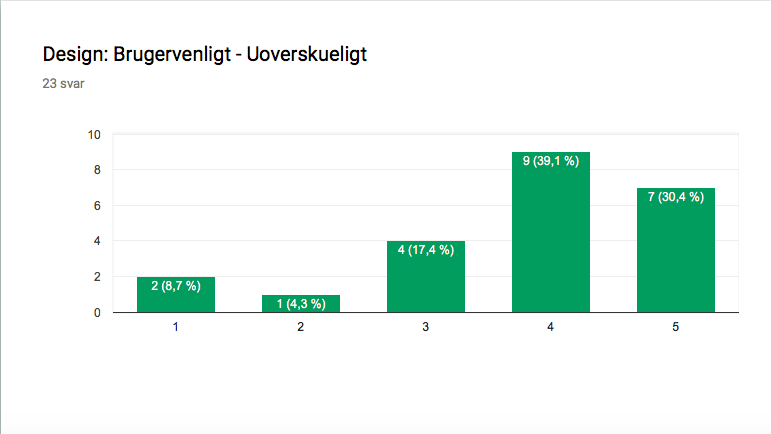 Design: Brugervenligt - Uoverskueligt
23 svar
10
8
6
4
2
0
2 (8,7 %)
1 (4,3 %)
4 (17,4 %)
9 (39,1 %)
7 (30,4 %)
1
2
3
4
5